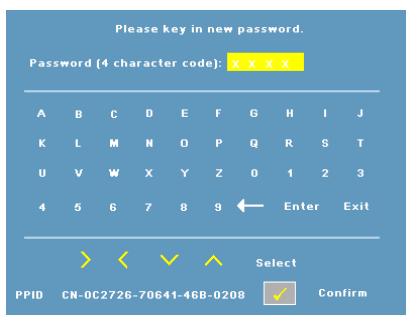 Please key in new password.
Password (4 character code): X X X X
A B C D E F G H I J
K L M N O P Q R S T
U V W X Y Z 0 1 2 3
4 5 6 7 8 9 ← Enter Exit
> < ∨ ∧ Select
PPID CN-0C2726-70641-46B-0208 ✓ Confirm